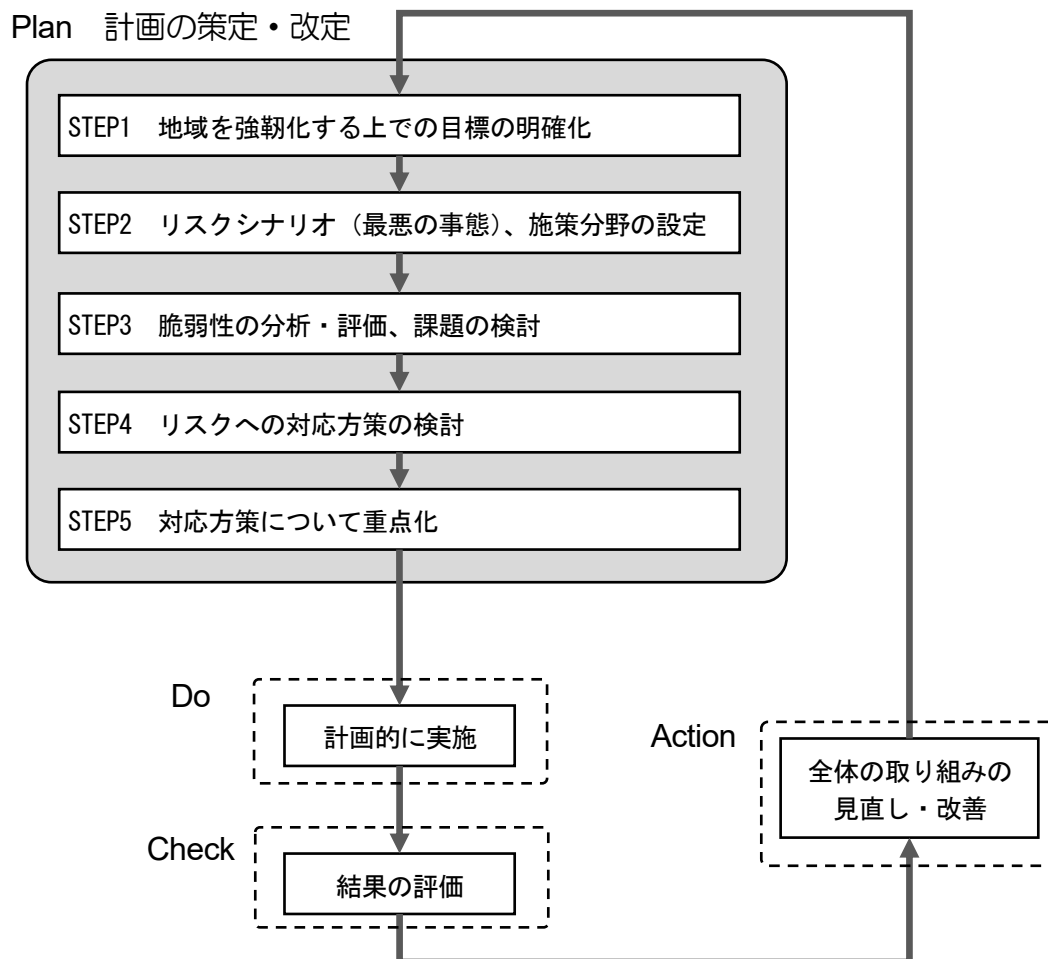 Plan　計画の策定・改定
STEP1　地域を強靭化する上での目標の明確化
STEP2　リスクシナリオ（最悪の事態）、施策分野の設定
STEP3　脆弱性の分析・評価、課題の検討
STEP4　リスクへの対応方策の検討
STEP5　対応方策について重点化
Do
計画的に実施
Check
結果の評価
Action
全体の取り組みの
見直し・改善